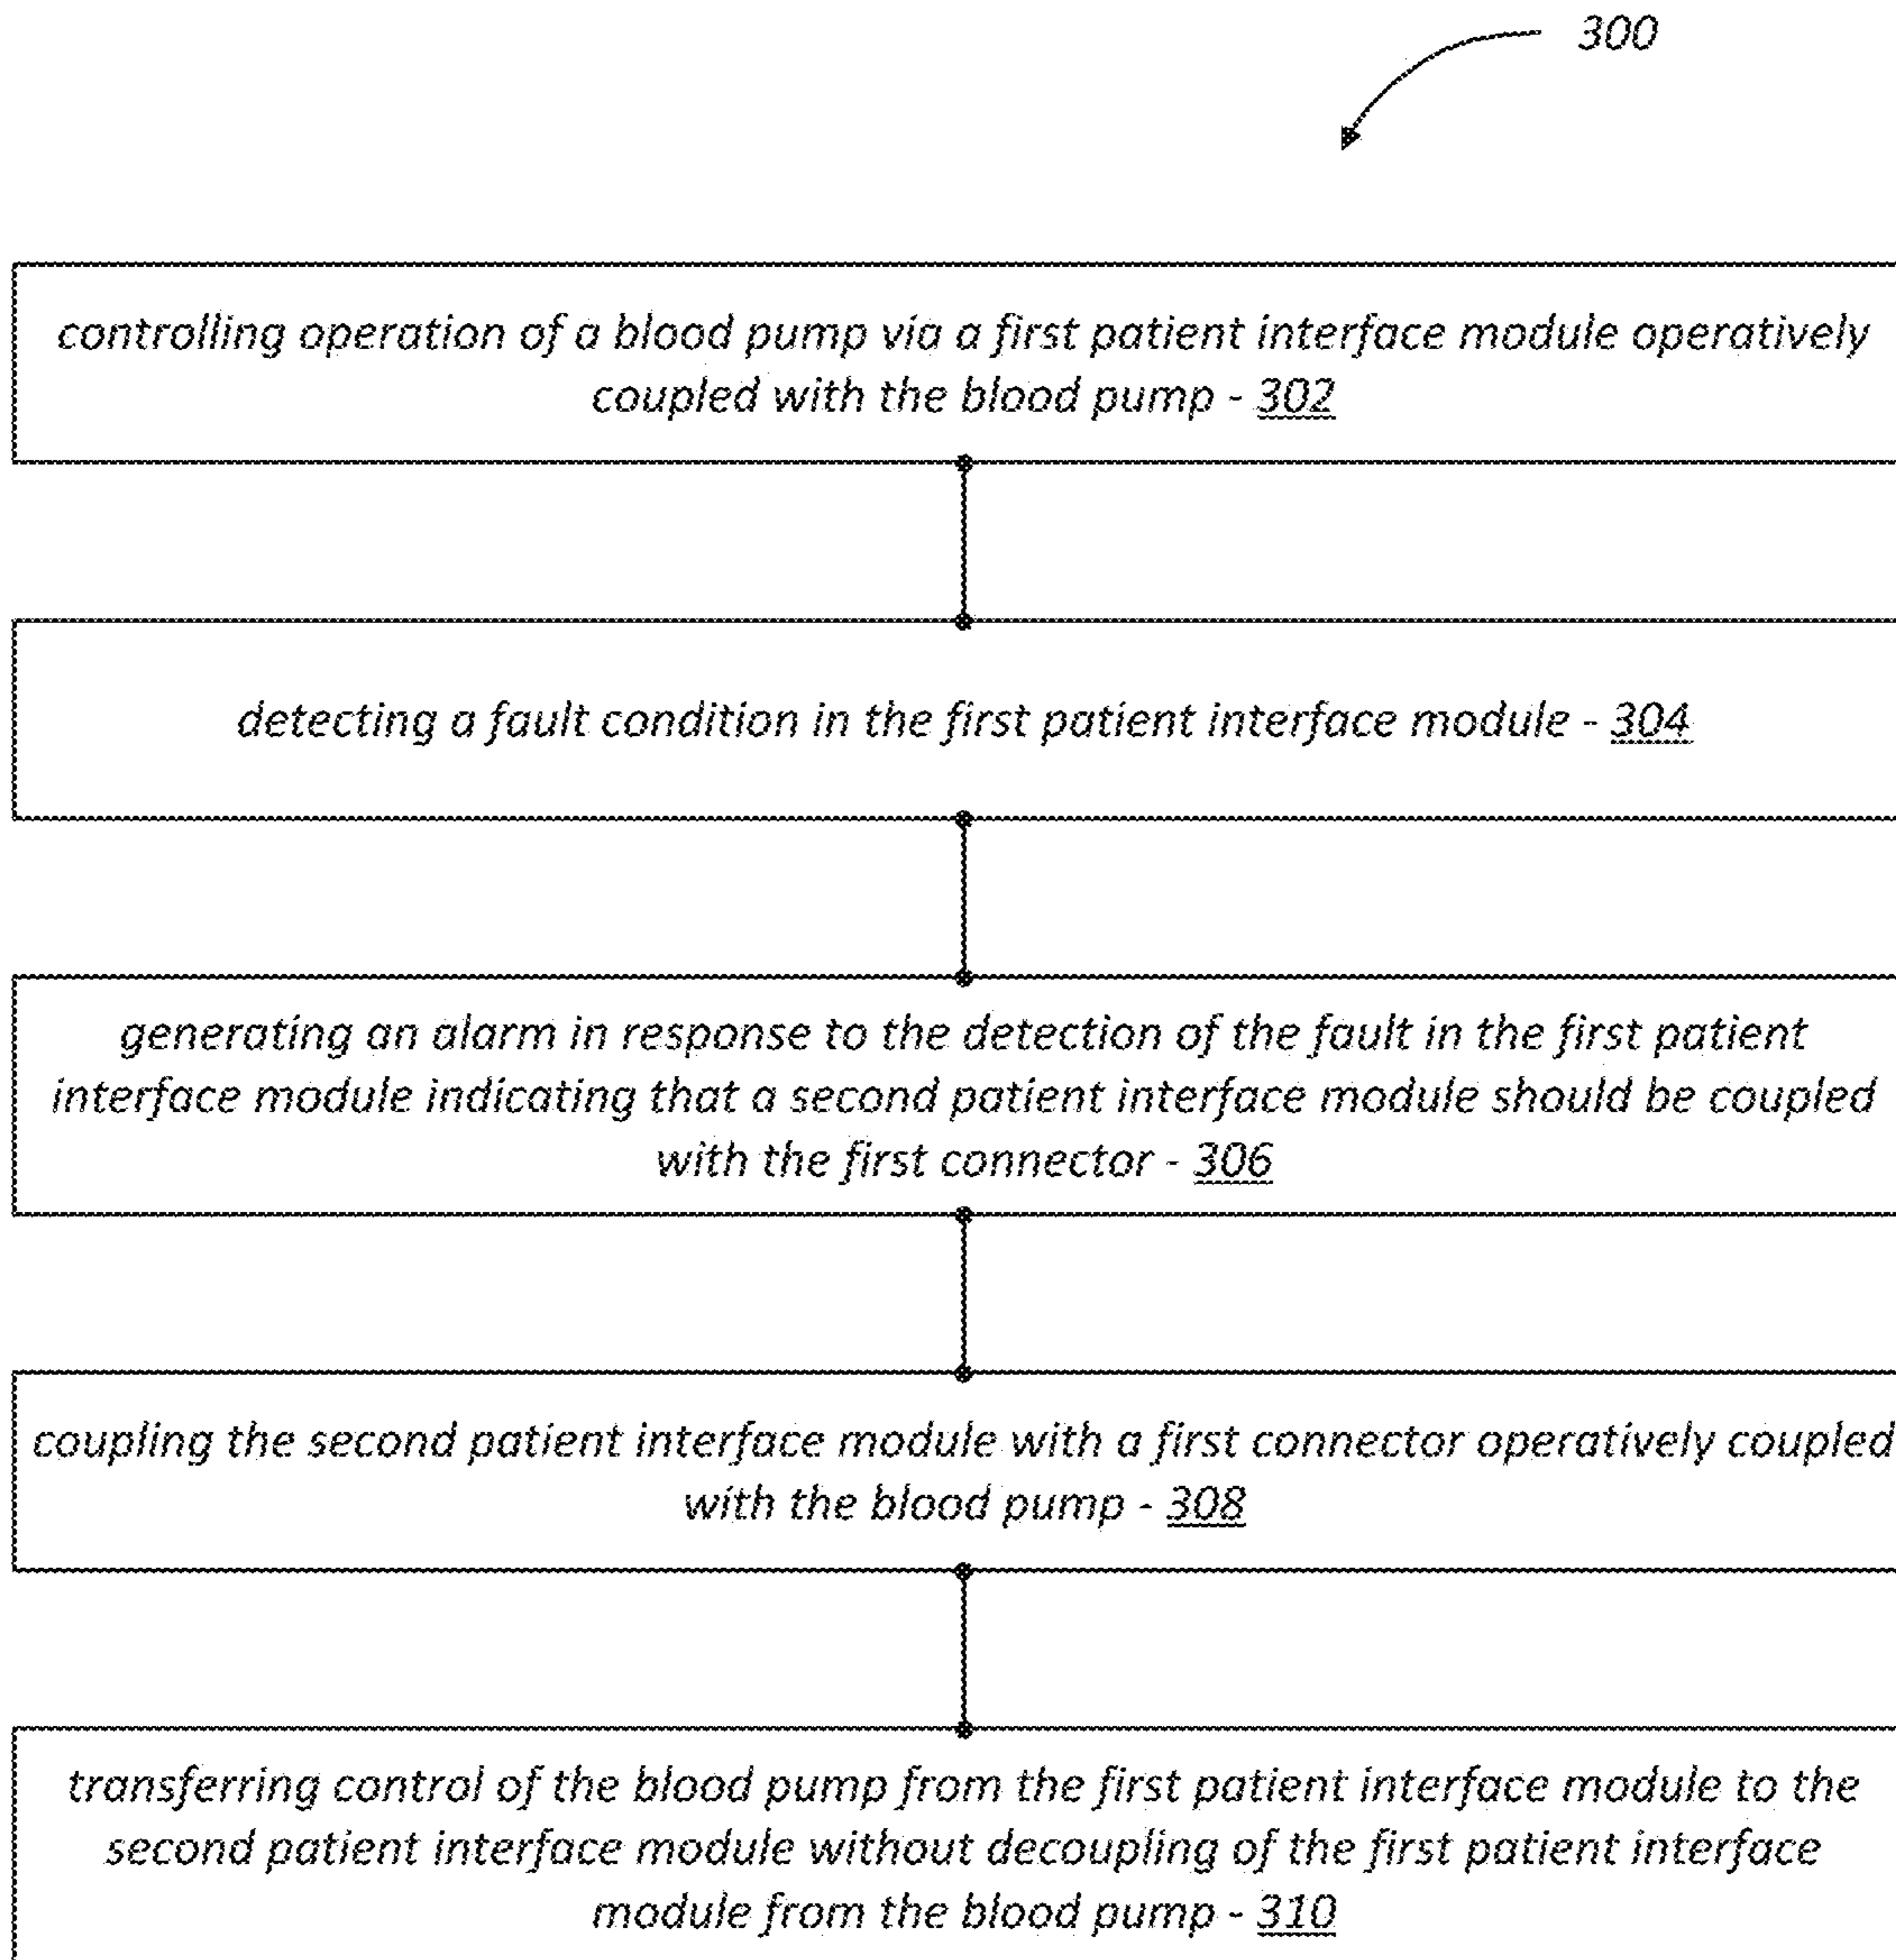 300
controlling operation of a blood pump via a first patient interface module operatively
coupled with the blood pump - 302
detecting a fault condition in the first patient interface module - 304
generating an alarm in response to the detection of the fault in the first patient
interface module indicating that a second patient interface module should be coupled
with the first connector - 306
coupling the second patient interface module with a first connector operatively coupled
with the blood pump - 308
transferring control of the blood pump from the first patient interface module to the
second patient interface module without decoupling of the first patient interface
module from the blood pump - 310